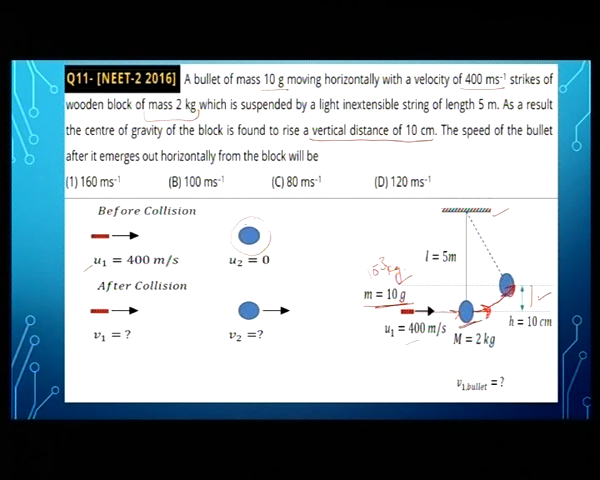 Q11- [NEET-2 2016] A bullet of mass 10 g moving horizontally with a velocity of 400 ms⁻¹ strikes of
wooden block of mass 2 kg which is suspended by a light inextensible string of length 5 m. As a result
the centre of gravity of the block is found to rise a vertical distance of 10 cm. The speed of the bullet
after it emerges out horizontally from the block will be
(1) 160 ms⁻¹ (B) 100 ms⁻¹ (C) 80 ms⁻¹ (D) 120 ms⁻¹
Before Collision
u₁ = 400 m/s u₂ = 0
After Collision
v₁ = ? v₂ =?
l = 5m
m = 10 g
u₁ = 400 m/s
M = 2 kg
h = 10 cm
v₁,bullet = ?